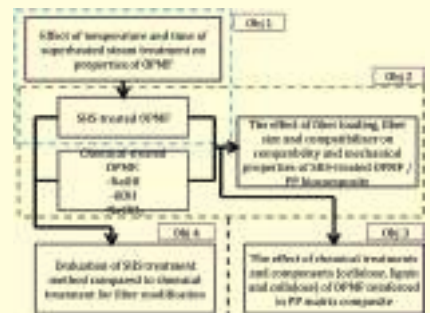 Obj 1
Effect of temperature and time of
superheated steam treatment on
properties of OPMF
Obj 2
SHS-treated OPMF
The effect of fiber loading, fiber
size and compatibilizer on
compatibility and mechanical
properties of SHS-treated OPMF /
PP biocomposite
Chemical-treated
OPMF
-NaOH
Obj 4
Obj 3
Evaluation of SHS treatment
method compared to chemical
treatment for fiber modification
The effect of chemical treatments
and components (cellulose, lignin
and cellulose) of OPMF reinforced
in PP matrix composite